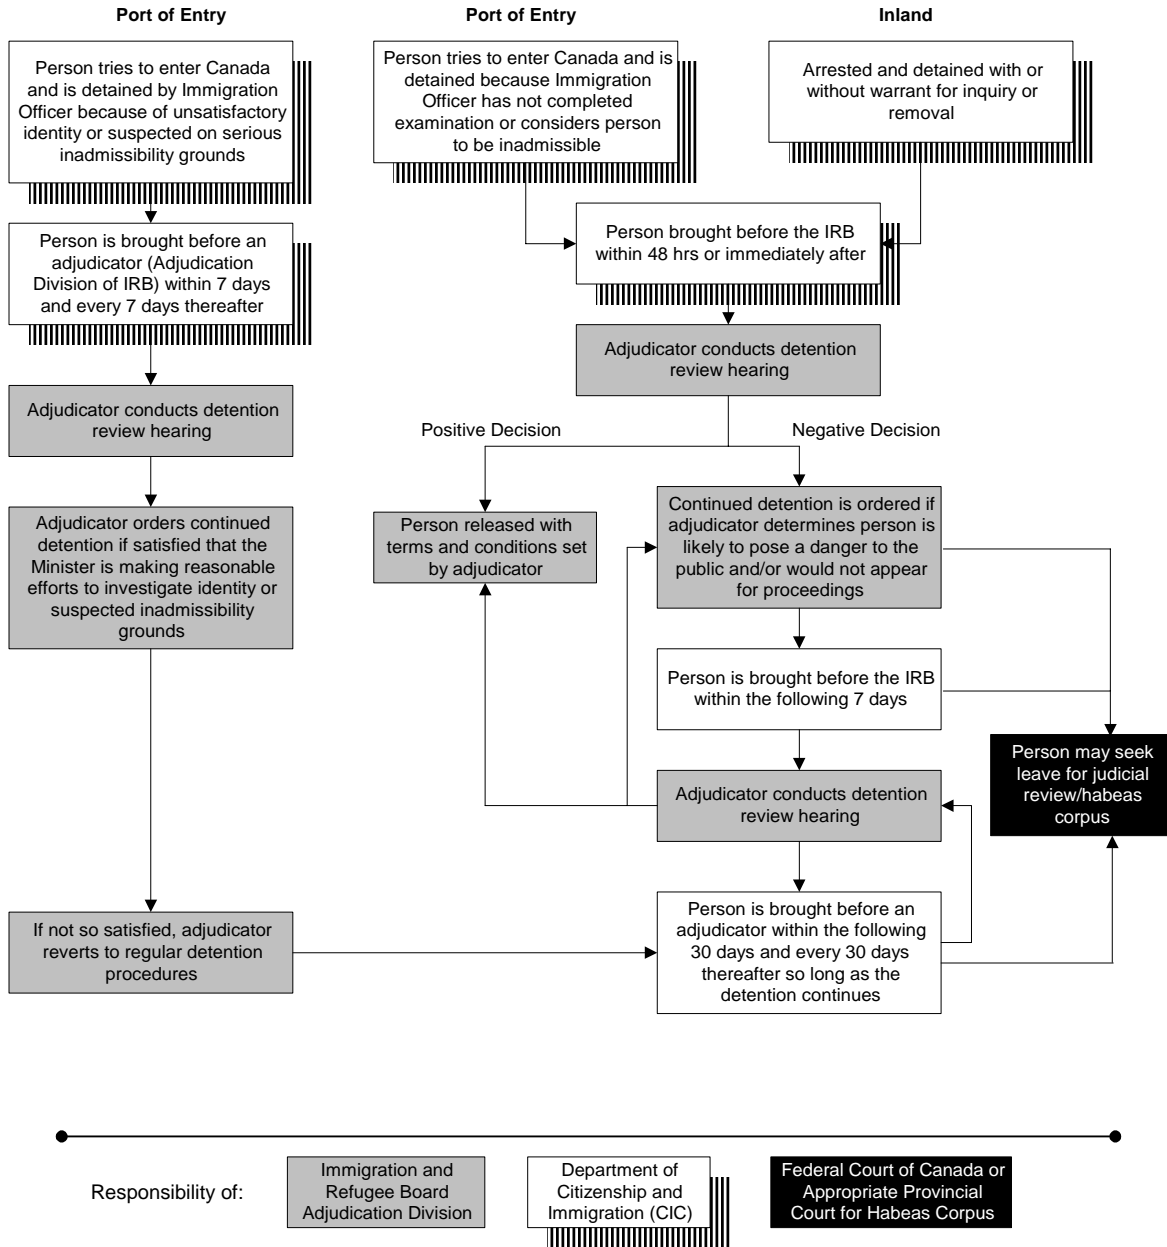 Port of Entry
Port of Entry
Inland
Person tries to enter Canada
and is detained by Immigration
Officer because of unsatisfactory
identity or suspected on serious
inadmissibility grounds
Person tries to enter Canada and is
detained because Immigration
Officer has not completed
examination or considers person
to be inadmissible
Arrested and detained with or
without warrant for inquiry or
removal
Person is brought before an
adjudicator (Adjudication
Division of IRB) within 7 days
and every 7 days thereafter
Person brought before the IRB
within 48 hrs or immediately after
Adjudicator conducts detention
review hearing
Adjudicator conducts detention
review hearing
Positive Decision
Negative Decision
Adjudicator orders continued
detention if satisfied that the
Minister is making reasonable
efforts to investigate identity or
suspected inadmissibility
grounds
Person released with
terms and conditions set
by adjudicator
Continued detention is ordered if
adjudicator determines person is
likely to pose a danger to the
public and/or would not appear
for proceedings
Person is brought before the IRB
within the following 7 days
Person may seek
leave for judicial
review/habeas
corpus
Adjudicator conducts detention
review hearing
If not so satisfied, adjudicator
reverts to regular detention
procedures
Person is brought before an
adjudicator within the following
30 days and every 30 days
thereafter so long as the
detention continues
Responsibility of:
Immigration and
Refugee Board
Adjudication Division
Department of
Citizenship and
Immigration (CIC)
Federal Court of Canada or
Appropriate Provincial
Court for Habeas Corpus